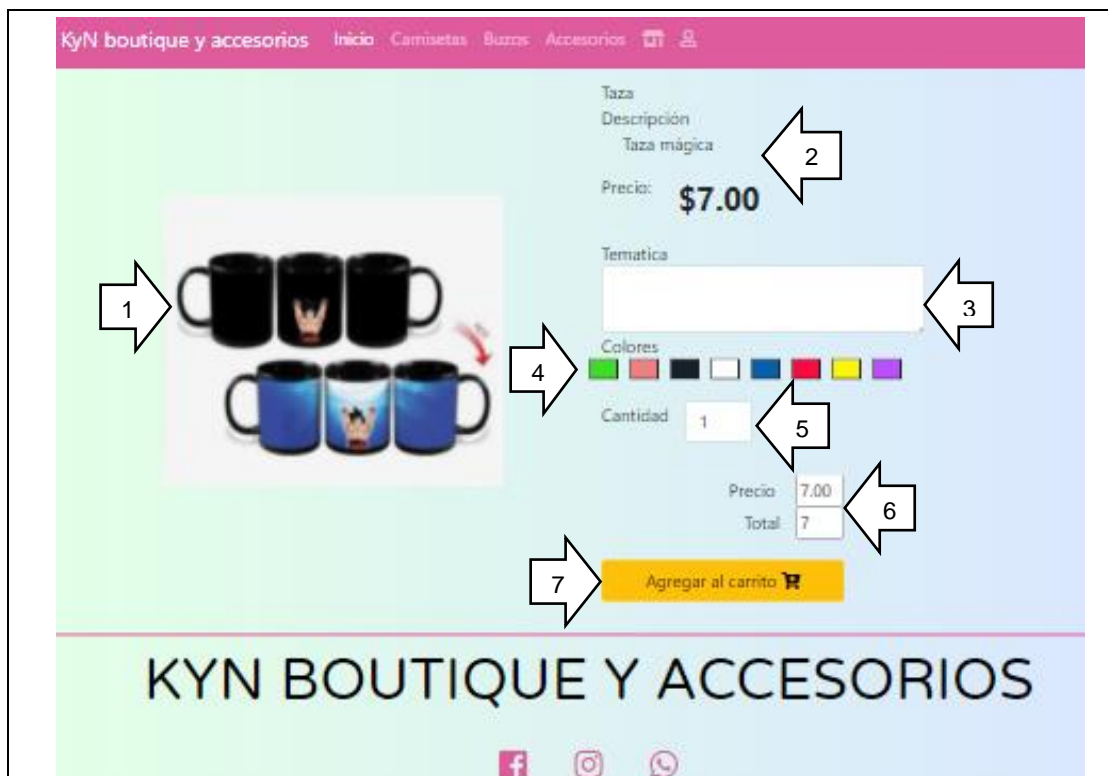 KyN boutique y accesorios Inicio Camisetas Buzos Accesorios
Taza
Descripción
Taza mágica
2
Precio: $7.00
Tematica
1
3
Colores
4
Cantidad 1
5
Precio 7.00
6
Total 7
7
Agregar al carrito
KYN BOUTIQUE Y ACCESORIOS